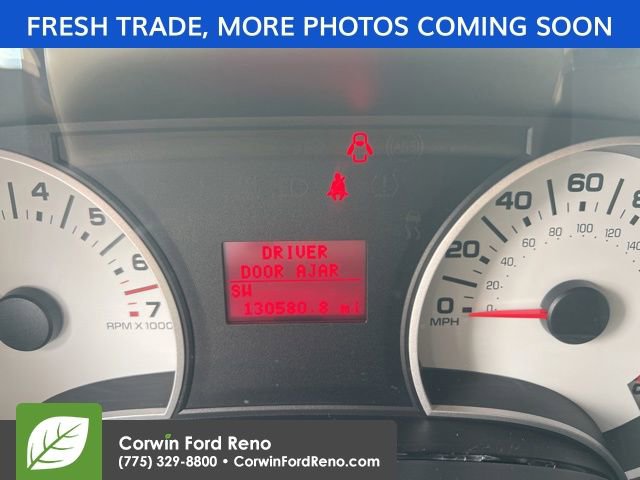 FRESH TRADE, MORE PHOTOS COMING SOON
4
5
6
7
RPM X 1000
DRIVER
DOOR AJAR
SW
130580.8 mi
0
20
40
60
8
0
20
40
60
80
100
120
140
MPH
Corwin Ford Reno
(775) 329-8800 • CorwinFordReno.com